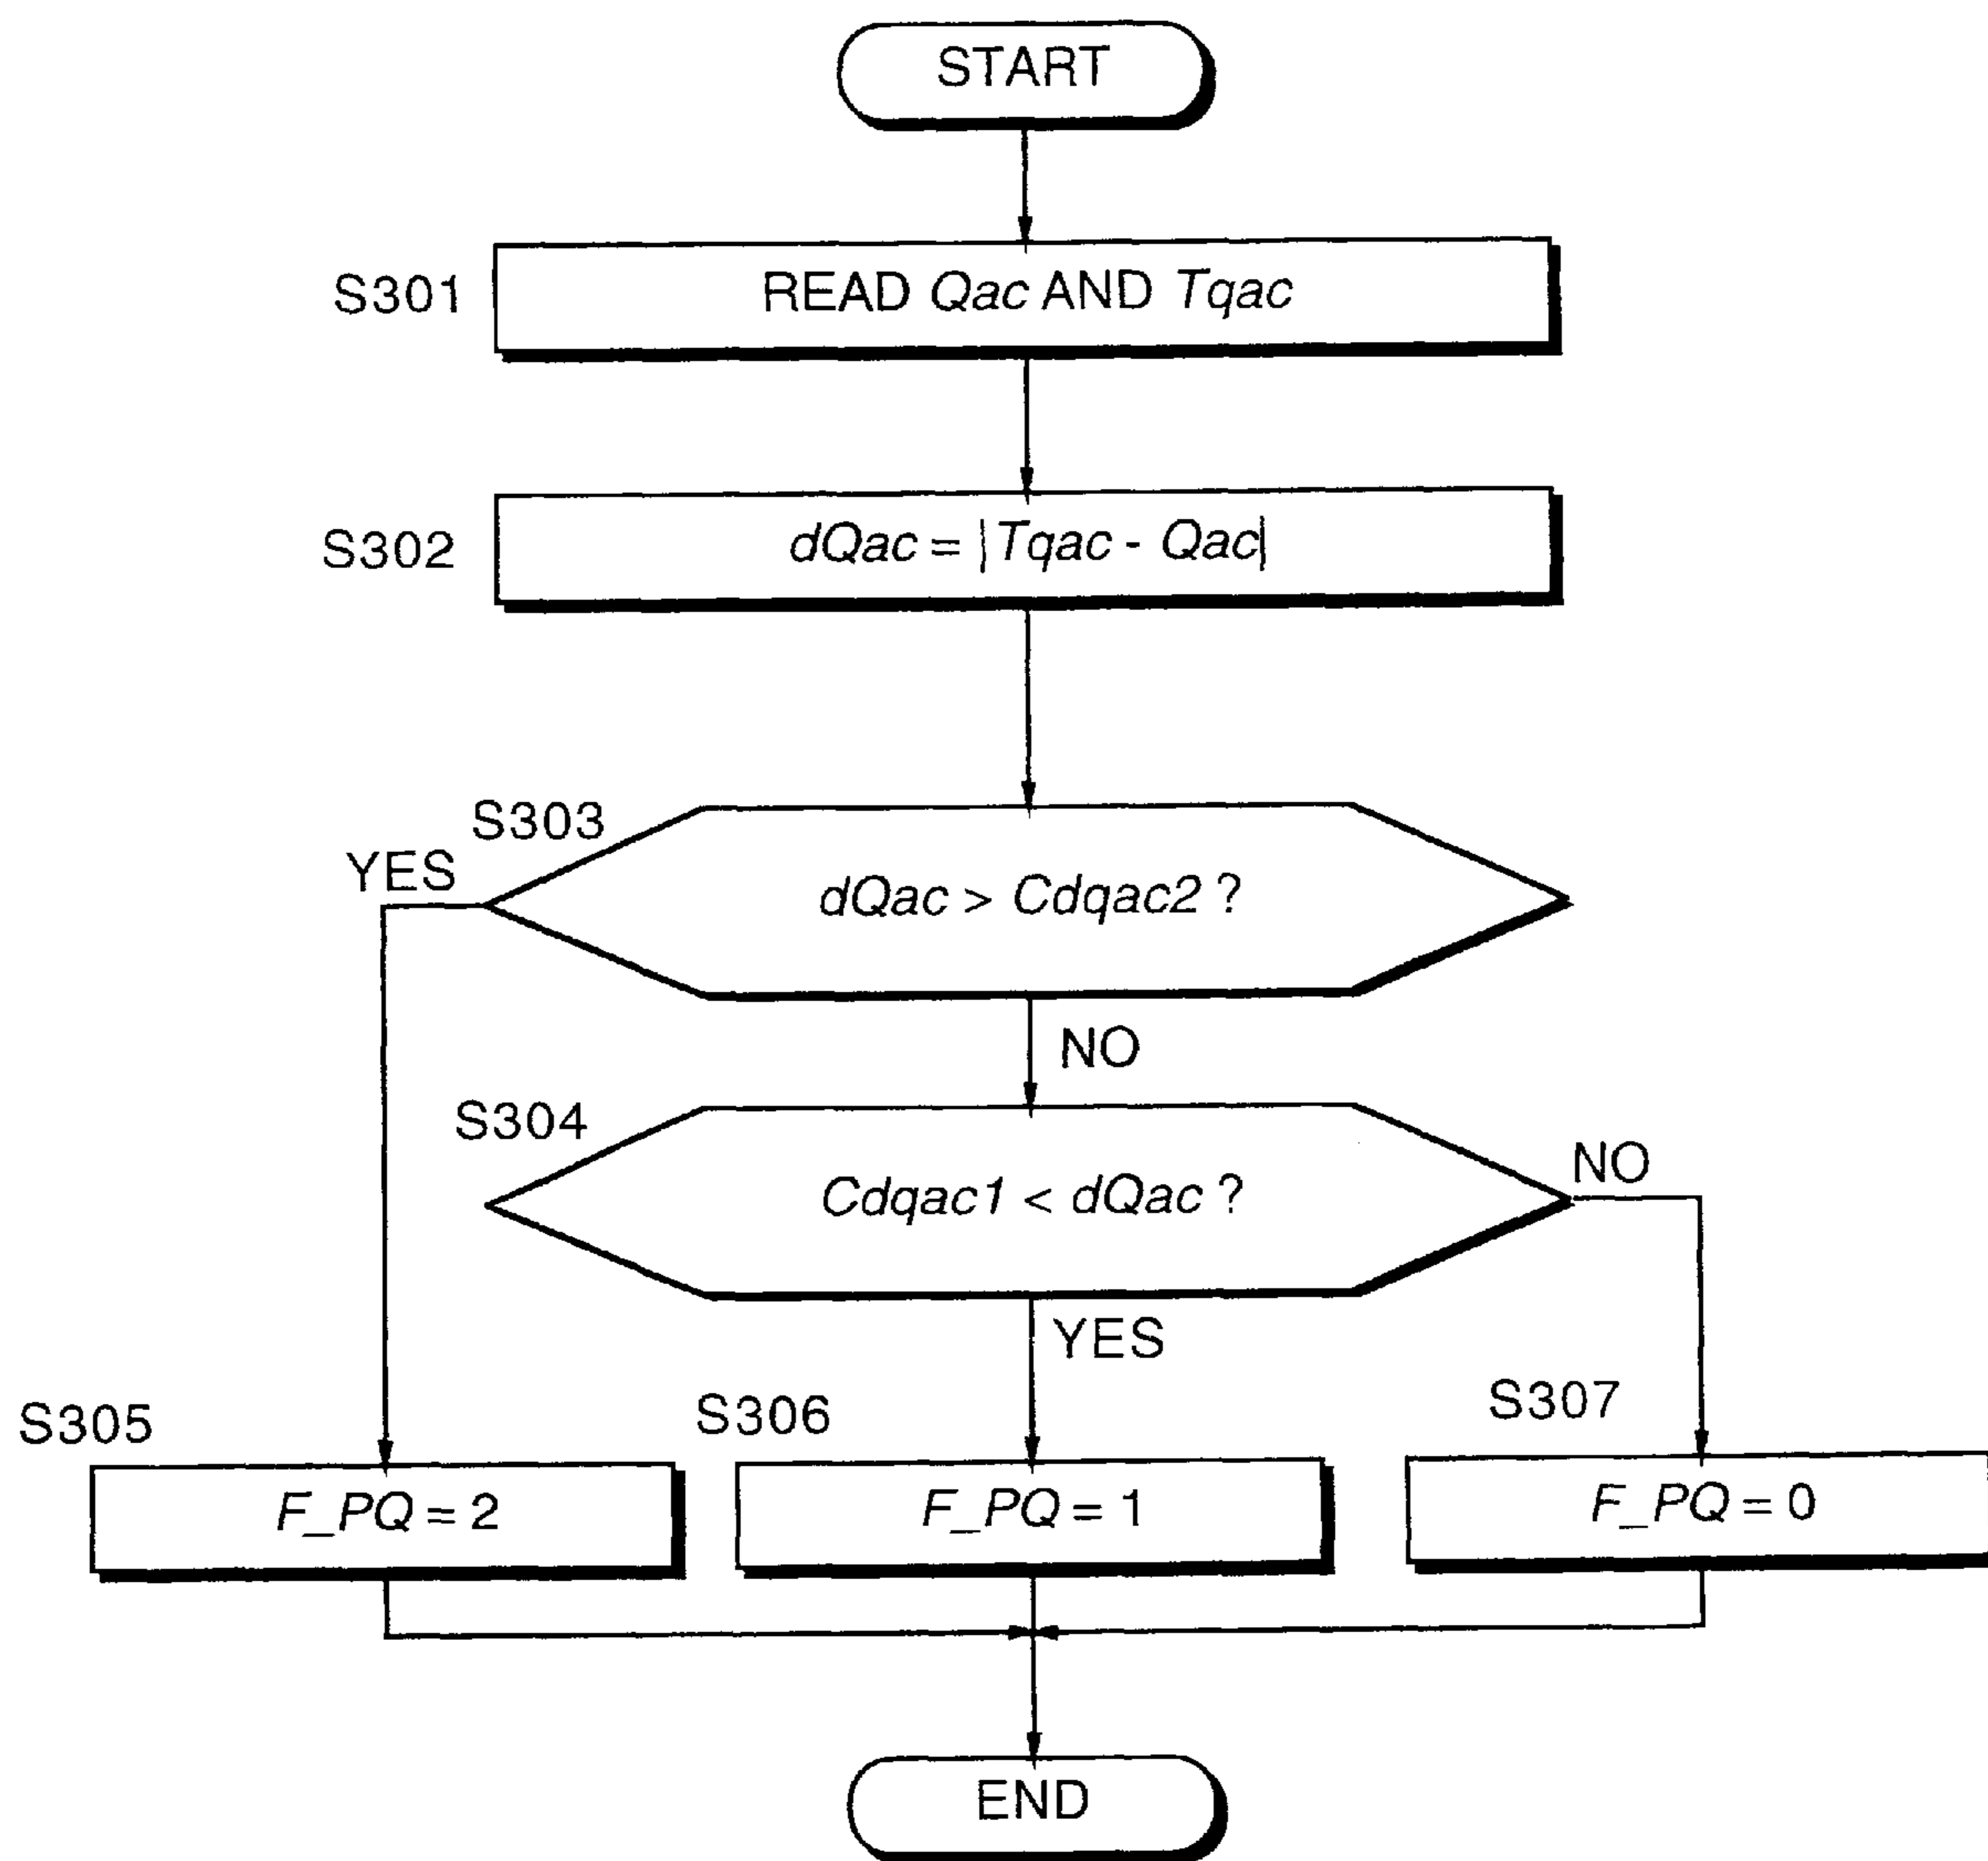 START
S301
READ Qac AND Tqac
S302
dQac = |Tqac - Qac|
S303
YES
dQac > Cdqac2 ?
NO
S304
Cdqac1 < dQac ?
NO
YES
S305
S306
S307
F_PQ = 2
F_PQ = 1
F_PQ = 0
END